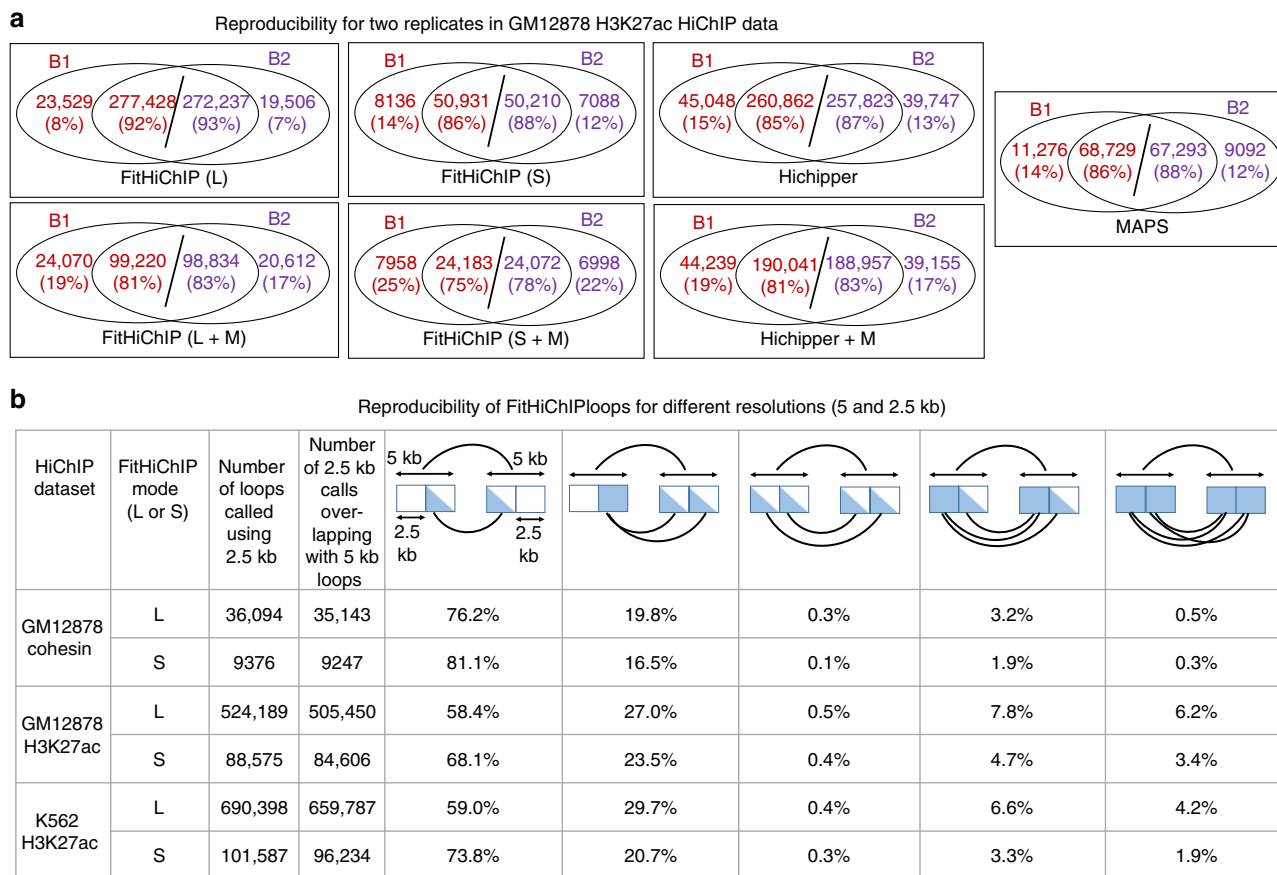 a
Reproducibility for two replicates in GM12878 H3K27ac HiChIP data
B1
B2
23,529
(8%)
277,428
(92%)
272,237
(93%)
19,506
(7%)
FitHiChIP (L)
B1
B2
8136
(14%)
50,931
(86%)
50,210
(88%)
7088
(12%)
FitHiChIP (S)
B1
B2
45,048
(15%)
260,862
(85%)
257,823
(87%)
39,747
(13%)
Hichipper
B1
B2
11,276
(14%)
68,729
(86%)
67,293
(88%)
9092
(12%)
MAPS
B1
B2
24,070
(19%)
99,220
(81%)
98,834
(83%)
20,612
(17%)
FitHiChIP (L + M)
B1
B2
7958
(25%)
24,183
(75%)
24,072
(78%)
6998
(22%)
FitHiChIP (S + M)
B1
B2
44,239
(19%)
190,041
(81%)
188,957
(83%)
39,155
(17%)
Hichipper + M
b
Reproducibility of FitHiChIPloops for different resolutions (5 and 2.5 kb)
HiChIP
dataset
FitHiChIP
mode
(L or S)
Number
of loops
called
using
2.5 kb
Number
of 2.5 kb
calls
over-
lapping
with 5 kb
loops
5 kb
5 kb
2.5
kb
2.5
kb
GM12878
cohesin
L
36,094
35,143
76.2%
19.8%
0.3%
3.2%
0.5%
S
9376
9247
81.1%
16.5%
0.1%
1.9%
0.3%
GM12878
H3K27ac
L
524,189
505,450
58.4%
27.0%
0.5%
7.8%
6.2%
S
88,575
84,606
68.1%
23.5%
0.4%
4.7%
3.4%
K562
H3K27ac
L
690,398
659,787
59.0%
29.7%
0.4%
6.6%
4.2%
S
101,587
96,234
73.8%
20.7%
0.3%
3.3%
1.9%